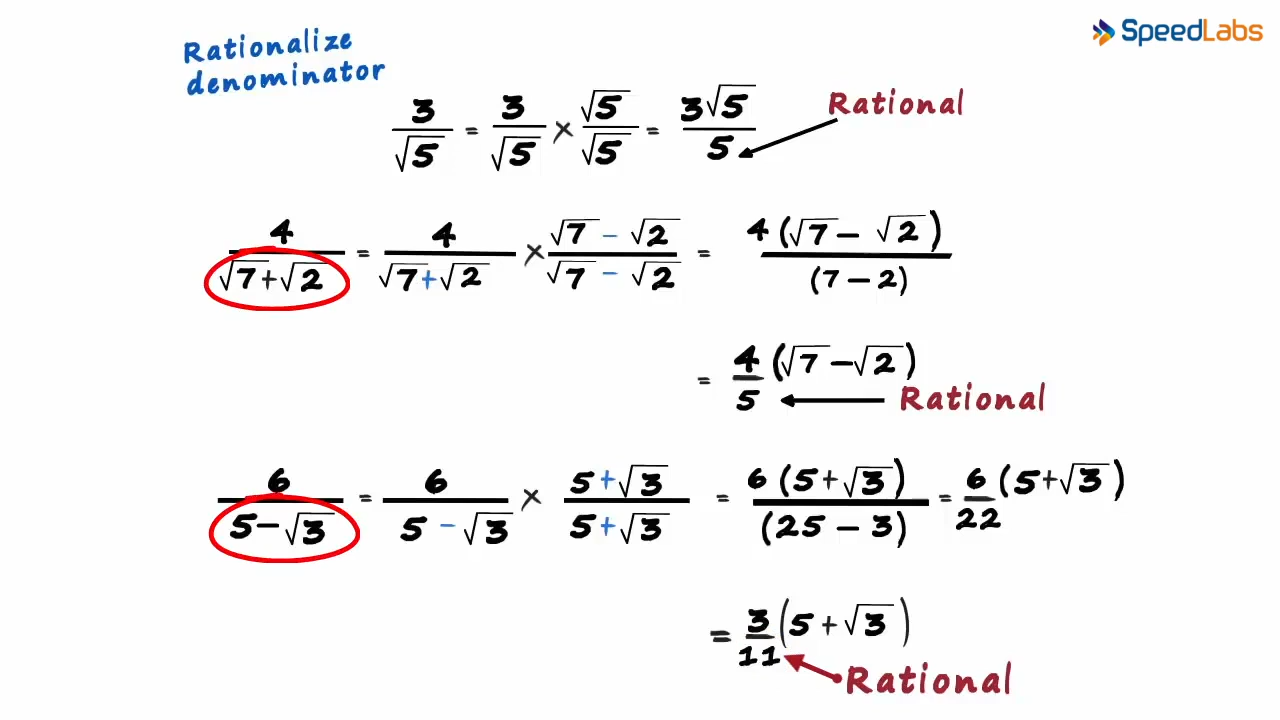 SpeedLabs
Rationalize
denominator
3/√5 = 3/√5 × √5/√5 = 3√5/5
Rational
4/(√7+√2) = 4/(√7+√2) × (√7 - √2)/(√7 - √2) = 4(√7 - √2)/(7 - 2)
= 4/5 (√7 - √2)
Rational
6/(5-√3) = 6/(5 - √3) × (5+√3)/(5+√3) = 6(5+√3)/(25 - 3) = 6/22 (5+√3)
= 3/11 (5+√3)
Rational